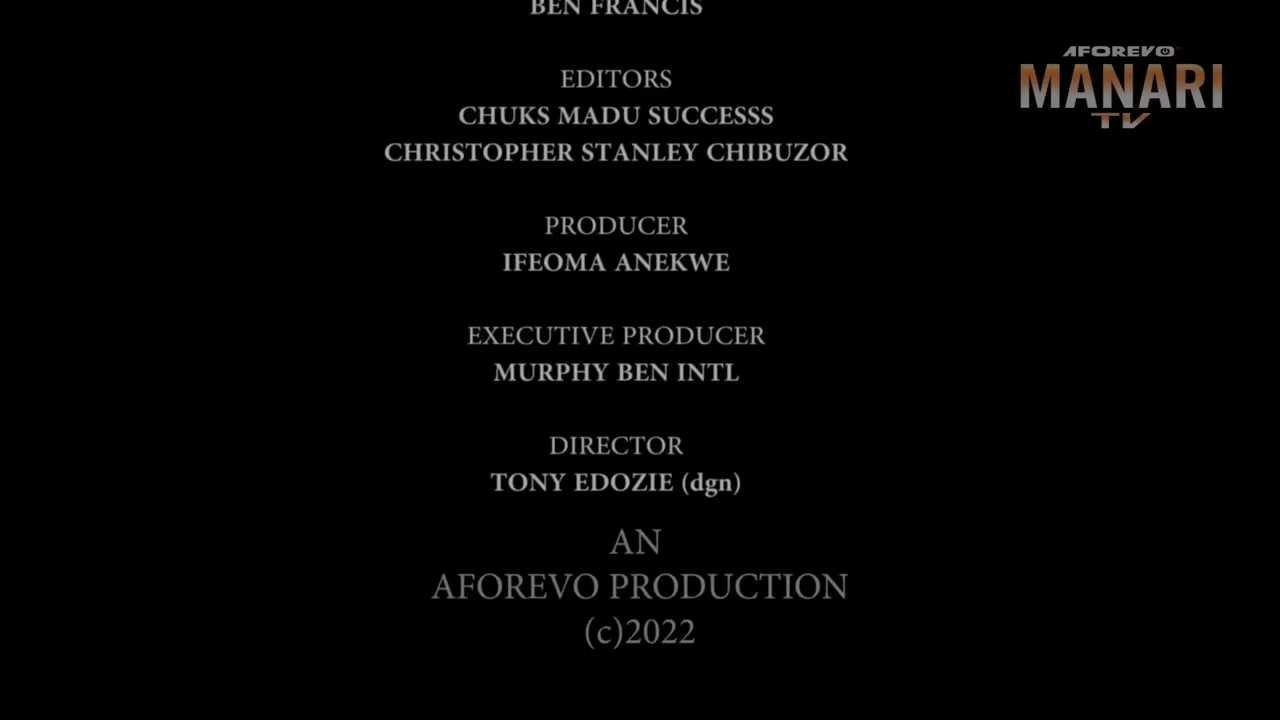 BEN FRANCIS
AFOREVO
MANARI
TV
EDITORS
CHUKS MADU SUCCESSS
CHRISTOPHER STANLEY CHIBUZOR
PRODUCER
IFEOMA ANEKWE
EXECUTIVE PRODUCER
MURPHY BEN INTL
DIRECTOR
TONY EDOZIE (dgn)
AN
AFOREVO PRODUCTION
(c)2022